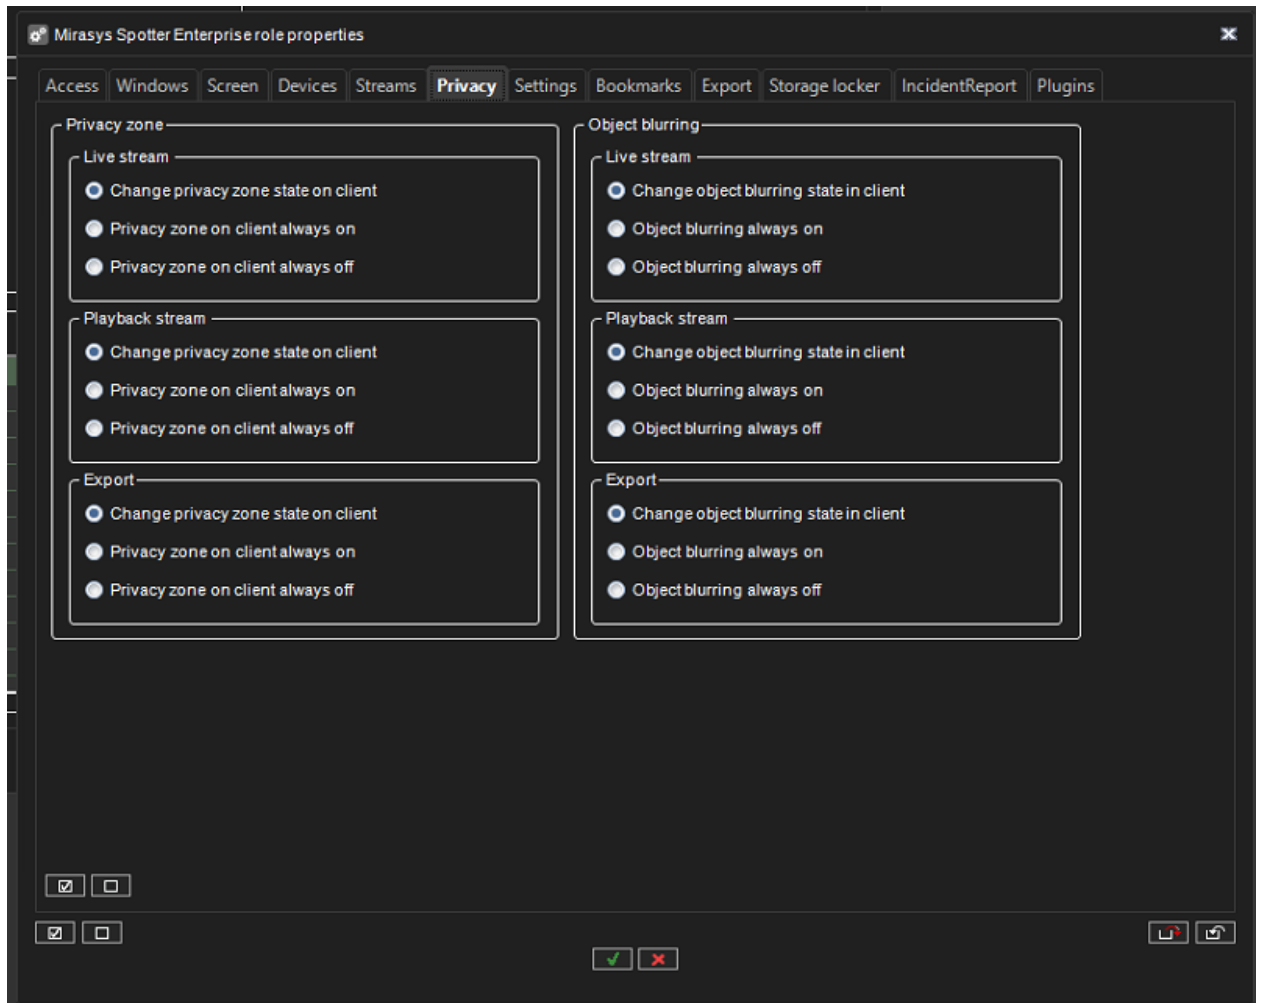 Mirasys Spotter Enterprise role properties
Access Windows Screen Devices Streams Privacy Settings Bookmarks Export Storage locker IncidentReport Plugins
Privacy zone
Live stream
Change privacy zone state on client
Privacy zone on client always on
Privacy zone on client always off
Playback stream
Change privacy zone state on client
Privacy zone on client always on
Privacy zone on client always off
Export
Change privacy zone state on client
Privacy zone on client always on
Privacy zone on client always off
Object blurring
Live stream
Change object blurring state in client
Object blurring always on
Object blurring always off
Playback stream
Change object blurring state in client
Object blurring always on
Object blurring always off
Export
Change object blurring state in client
Object blurring always on
Object blurring always off